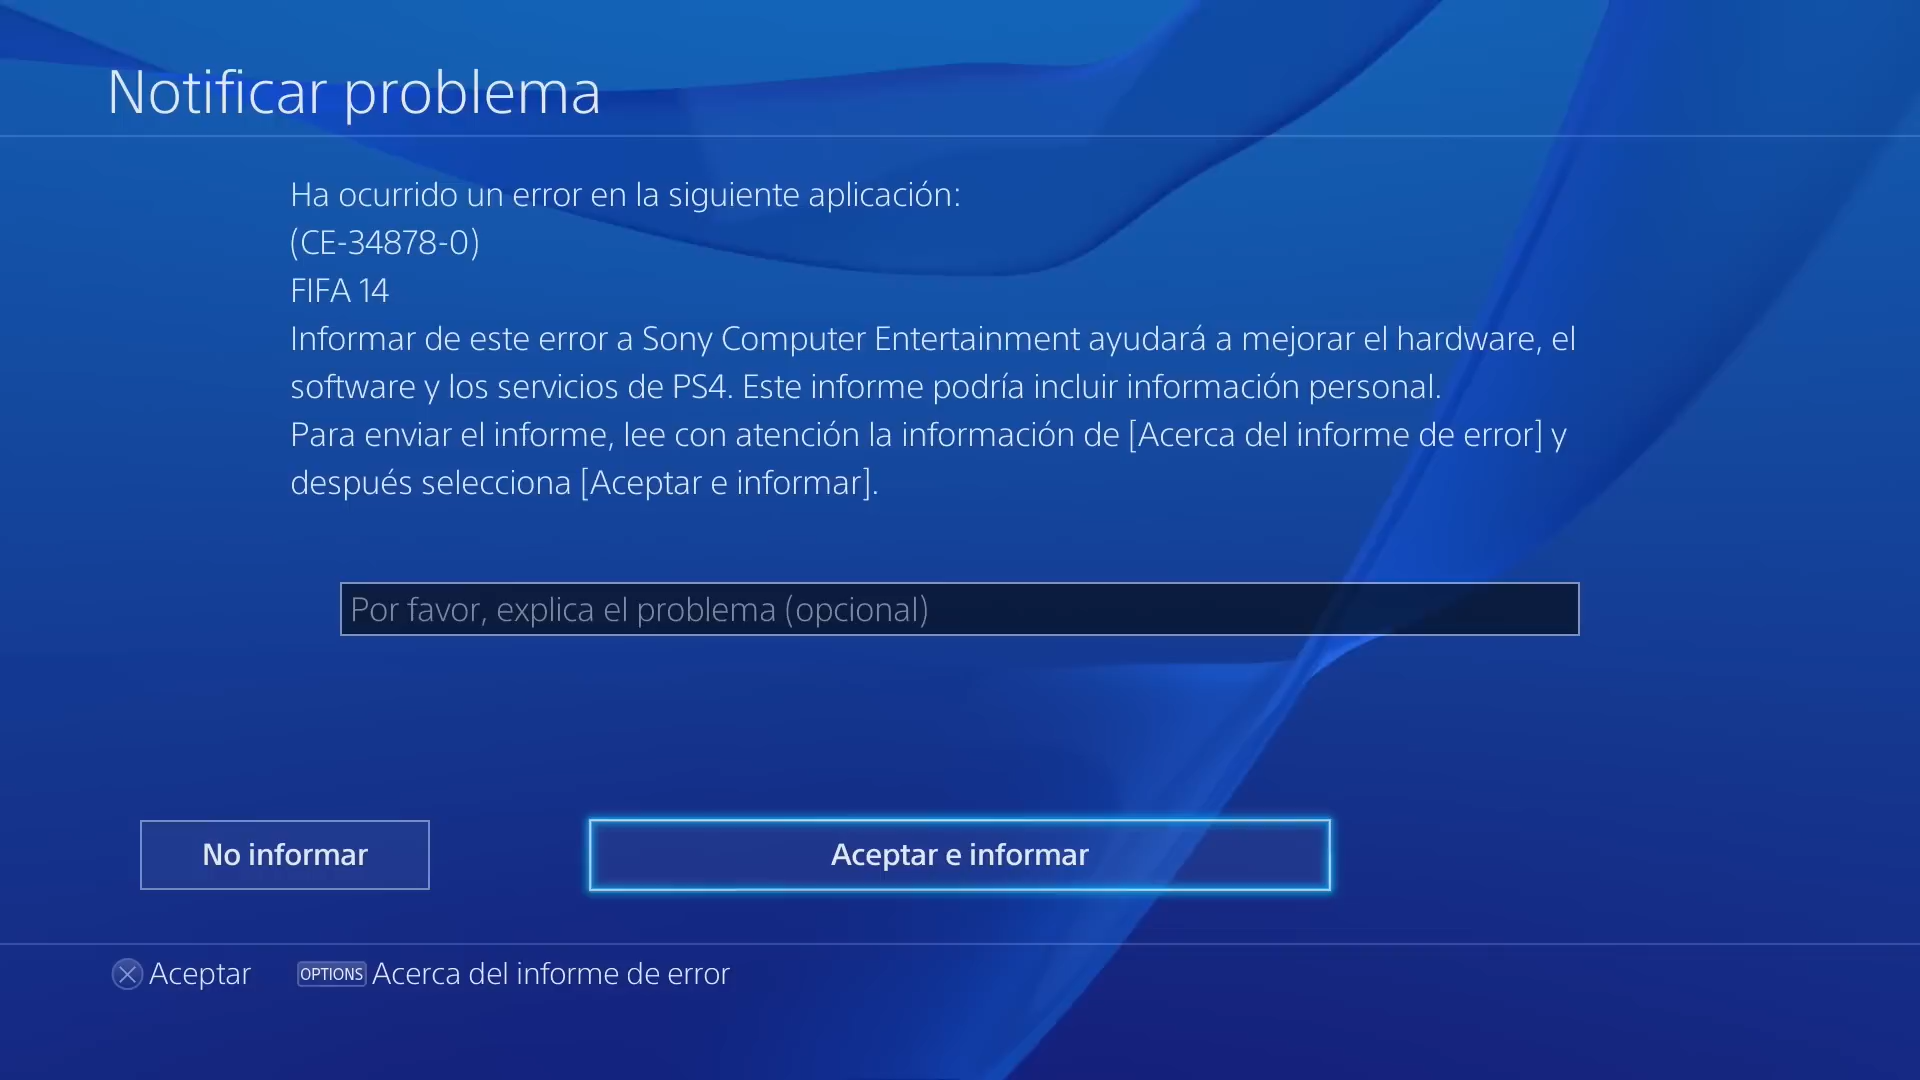 Notificar problema
Ha ocurrido un error en la siguiente aplicación:
(CE-34878-0)
FIFA 14
Informar de este error a Sony Computer Entertainment ayudará a mejorar el hardware, el
software y los servicios de PS4. Este informe podría incluir información personal.
Para enviar el informe, lee con atención la información de [Acerca del informe de error] y
después selecciona [Aceptar e informar].
Por favor, explica el problema (opcional)
No informar
Aceptar e informar
Aceptar
OPTIONS Acerca del informe de error